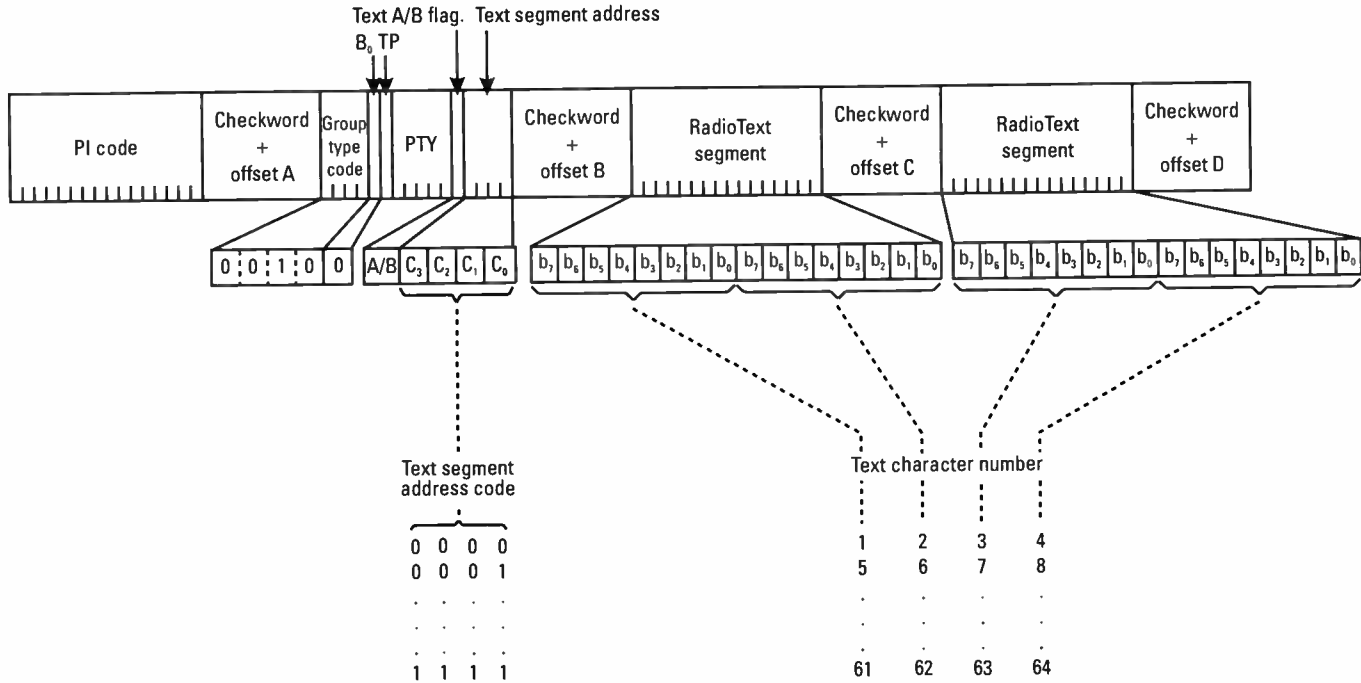 Text A/B flag. Text segment address
B₀ TP
PI code
Checkword + offset A
Group type code
PTY
Checkword + offset B
RadioText segment
Checkword + offset C
RadioText segment
Checkword + offset D
0 0 1 0 0
A/B C₃ C₂ C₁ C₀
b₇ b₆ b₅ b₄ b₃ b₂ b₁ b₀ b₇ b₆ b₅ b₄ b₃ b₂ b₁ b₀
b₇ b₆ b₅ b₄ b₃ b₂ b₁ b₀ b₇ b₆ b₅ b₄ b₃ b₂ b₁ b₀
Text segment
address code
Text character number
0 0 0 0 1 2 3 4
0 0 0 1 5 6 7 8
. . . . . . . .
. . . . . . . .
. . . . . . . .
1 1 1 1 61 62 63 64